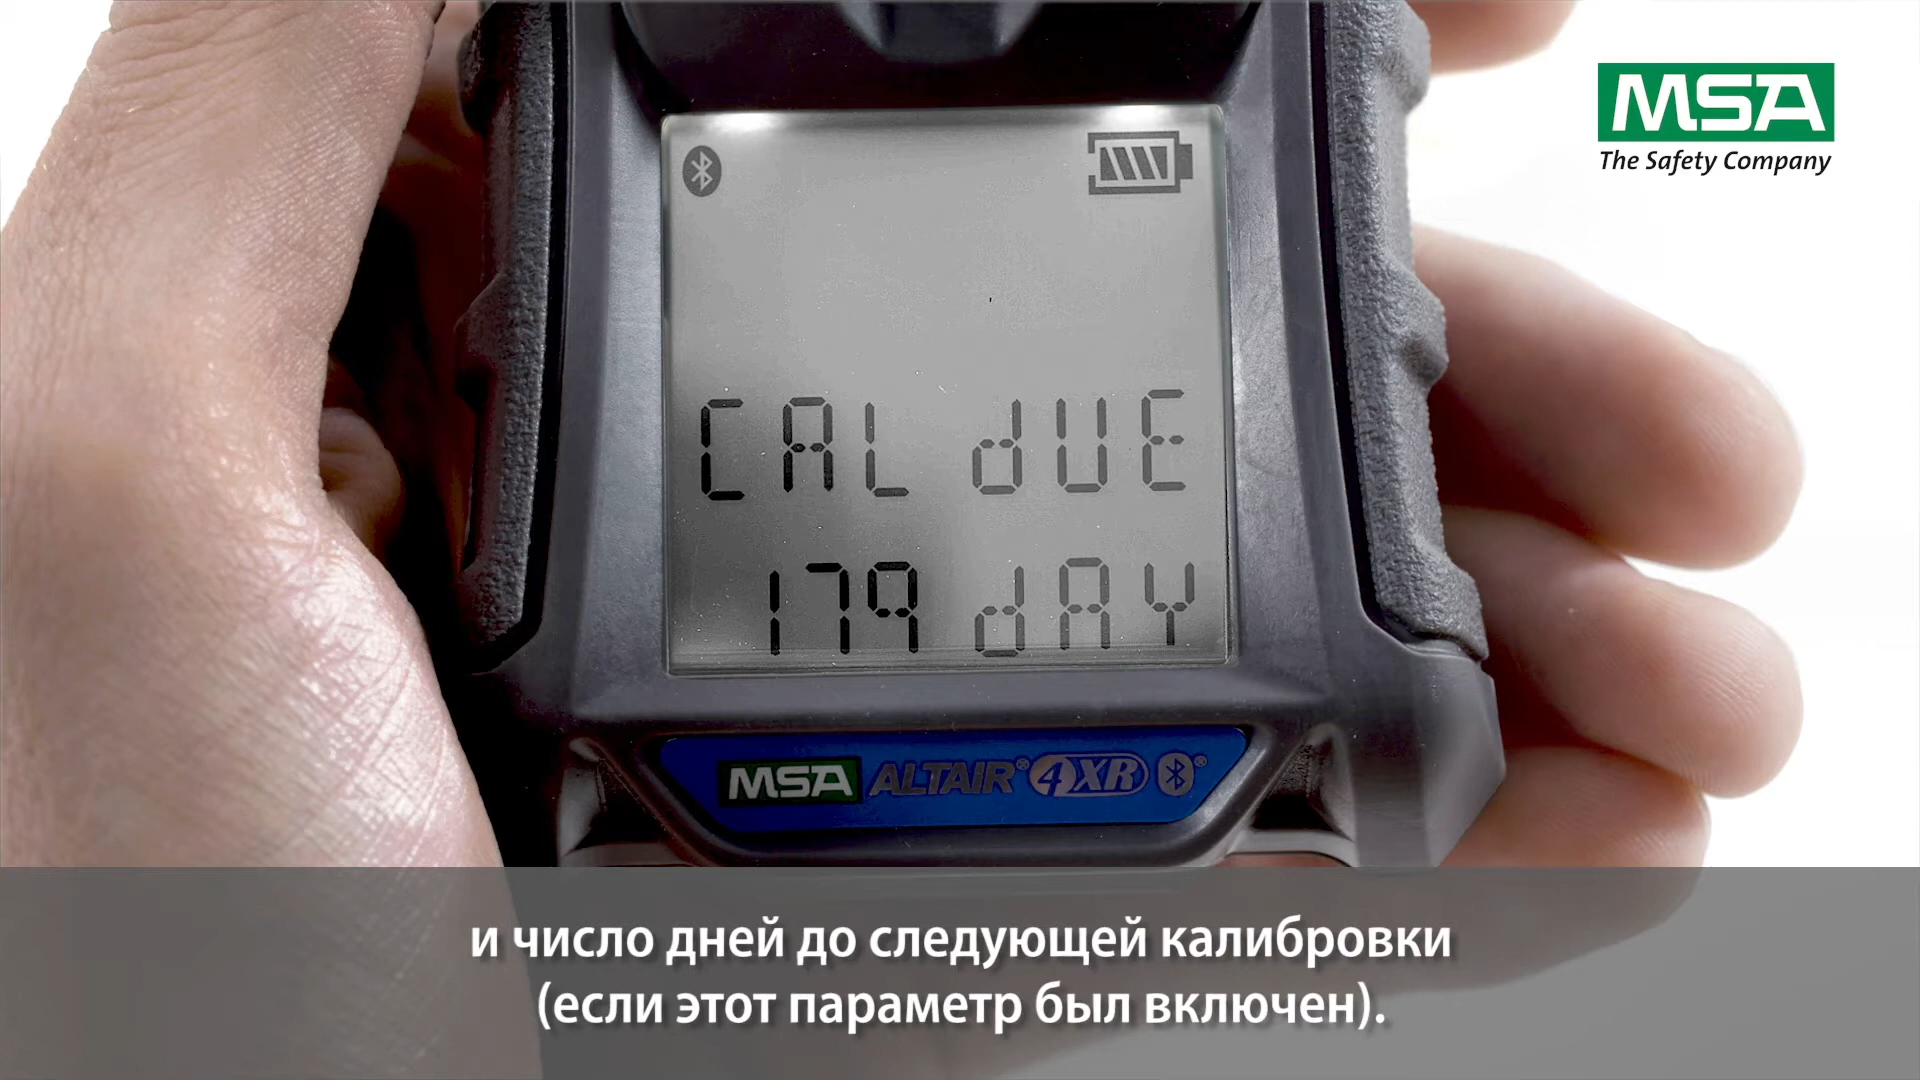 MSA
The Safety Company
CAL dUE
179 dAY
MSA ALTAIR® 4XR ®
и число дней до следующей калибровки
(если этот параметр был включен).